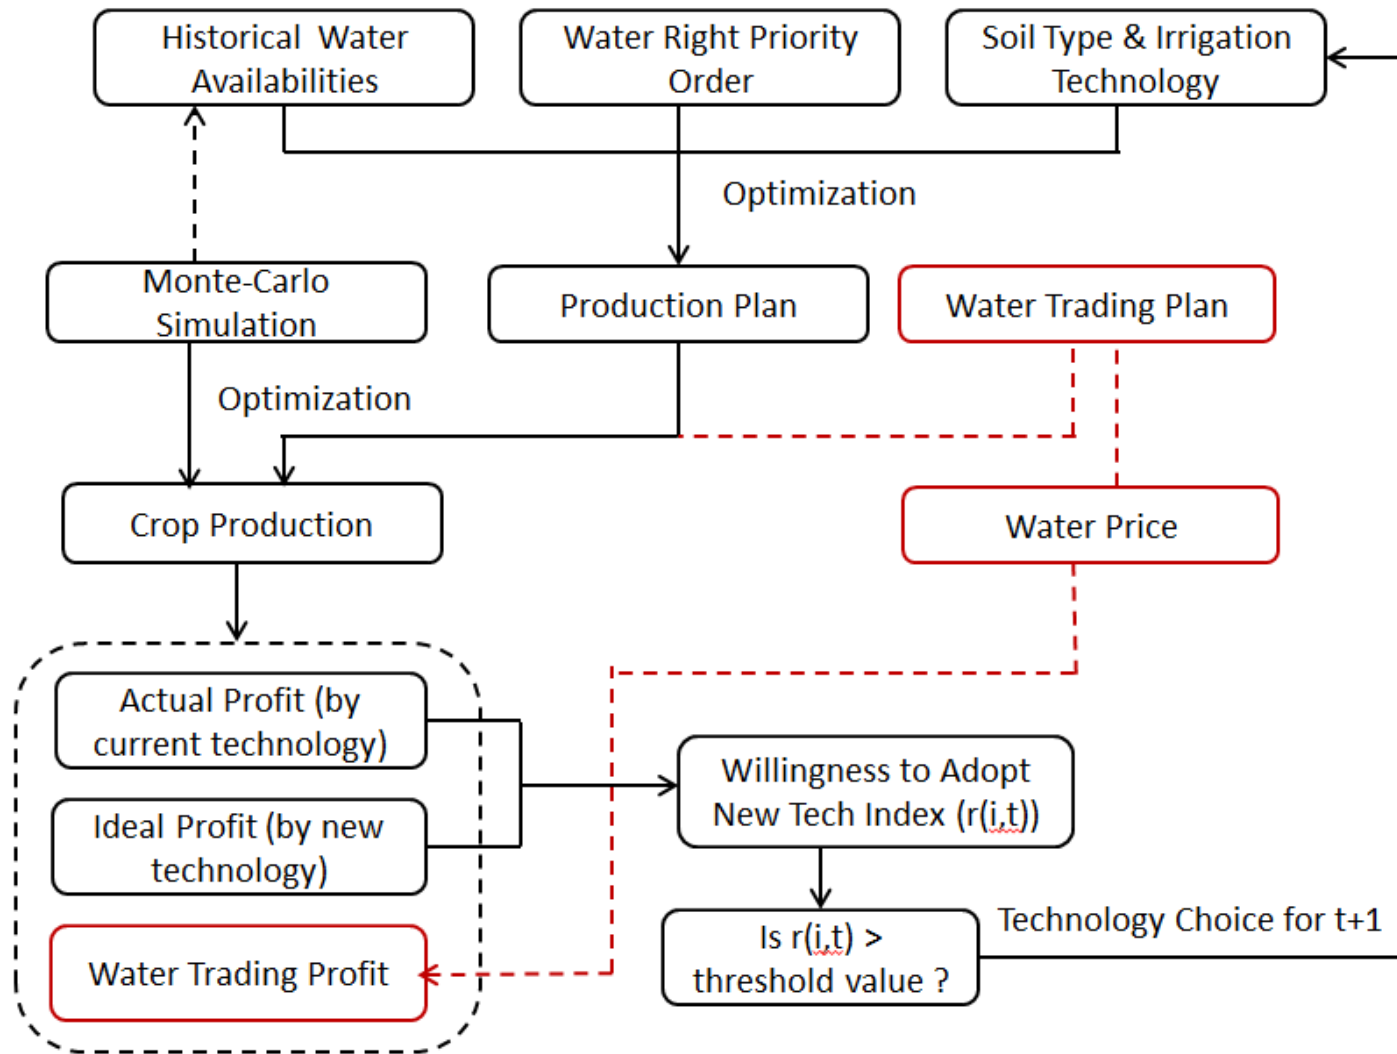 Historical Water
Availabilities
Water Right Priority
Order
Soil Type & Irrigation
Technology
Optimization
Monte-Carlo
Simulation
Production Plan
Water Trading Plan
Optimization
Crop Production
Water Price
Actual Profit (by
current technology)
Ideal Profit (by new
technology)
Water Trading Profit
Willingness to Adopt
New Tech Index (r(i,t))
Is r(i,t) >
threshold value ?
Technology Choice for t+1